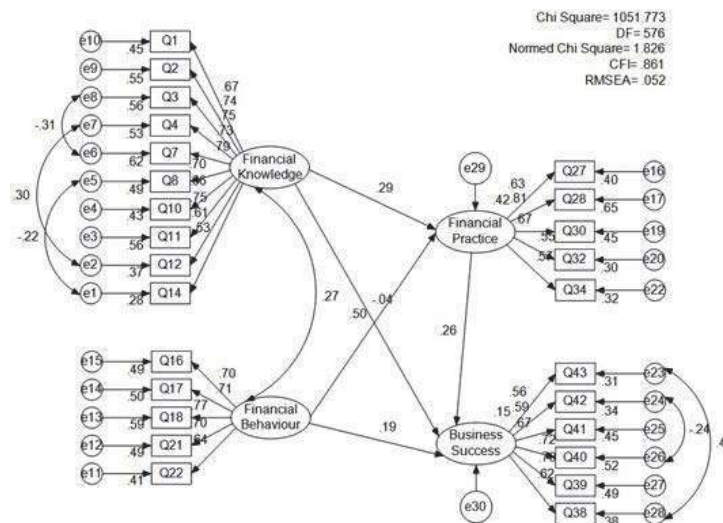 Chi Square= 1051.773
DF= 576
Normed Chi Square= 1.826
CFI= .861
RMSEA= .052
e10 .45 Q1
e9 .55 Q2
e8 .56 Q3
e7 .53 Q4
e6 .62 Q7
e5 .49 Q8
e4 .43 Q10
e3 .56 Q11
e2 .37 Q12
e1 .28 Q14
-.31
.30
-.22
.67
.74
.75
.73
.79
.70
.75
.61
.53
Financial
Knowledge
.29
.27
.50
-.04
.26
.19
e29
.42
Financial
Practice
.63
.81
.67
.55
Q27 .40 e16
Q28 .65 e17
Q30 .45 e19
Q32 .30 e20
Q34 .32 e22
e15 .49 Q16
e14 .50 Q17
e13 .59 Q18
e12 .49 Q21
e11 .41 Q22
.70
.71
.77
.70
.64
Financial
Behaviour
.15
Business
Success
e30
.56
.59
.67
.72
.62
Q43 .31 e23
Q42 .34 e24
Q41 .45 e25
Q40 .52 e26
Q39 .49 e27
Q38 .38 e28
-.24